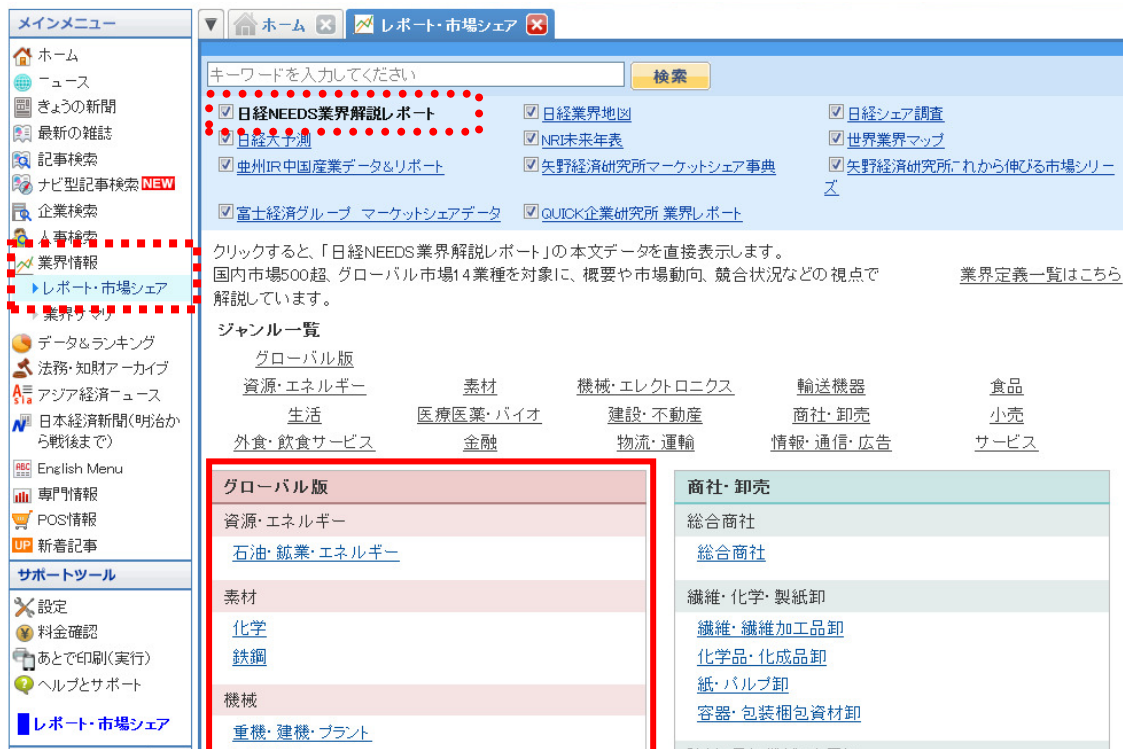 メインメニュー
ホーム
ニュース
きょうの新聞
最新の雑誌
記事検索
ナビ型記事検索 NEW
企業検索
人事検索
業界情報
レポート・市場シェア
業界サマリ
データ&ランキング
法務・知財アーカイブ
アジア経済ニュース
日本経済新聞(明治か
ら戦後まで)
English Menu
専門情報
POS情報
UP 新着記事
サポートツール
設定
料金確認
あとで印刷(実行)
ヘルプとサポート
レポート・市場シェア
▼ ホーム レポート・市場シェア
キーワードを入力してください 検索
日経NEEDS業界解説レポート 日経業界地図 日経シェア調査
日経大予測 NRI未来年表 世界業界マップ
亜州IR中国産業データ&リポート 矢野経済研究所マーケットシェア事典 矢野経済研究所これから伸びる市場シリー
ズ
富士経済グループ マーケットシェアデータ QUICK企業研究所 業界レポート
クリックすると、「日経NEEDS業界解説レポート」の本文データを直接表示します。
国内市場500超、グローバル市場14業種を対象に、概要や市場動向、競合状況などの視点で 業界定義一覧はこちら
解説しています。
ジャンル一覧
グローバル版
資源・エネルギー 素材 機械・エレクトロニクス 輸送機器 食品
生活 医療医薬・バイオ 建設・不動産 商社・卸売 小売
外食・飲食サービス 金融 物流・運輸 情報・通信・広告 サービス
グローバル版
資源・エネルギー
石油・鉱業・エネルギー
素材
化学
鉄鋼
機械
重機・建機・プラント
商社・卸売
総合商社
総合商社
繊維・化学・製紙卸
繊維・繊維加工品卸
化学品・化成品卸
紙・パルプ卸
容器・包装梱包資材卸